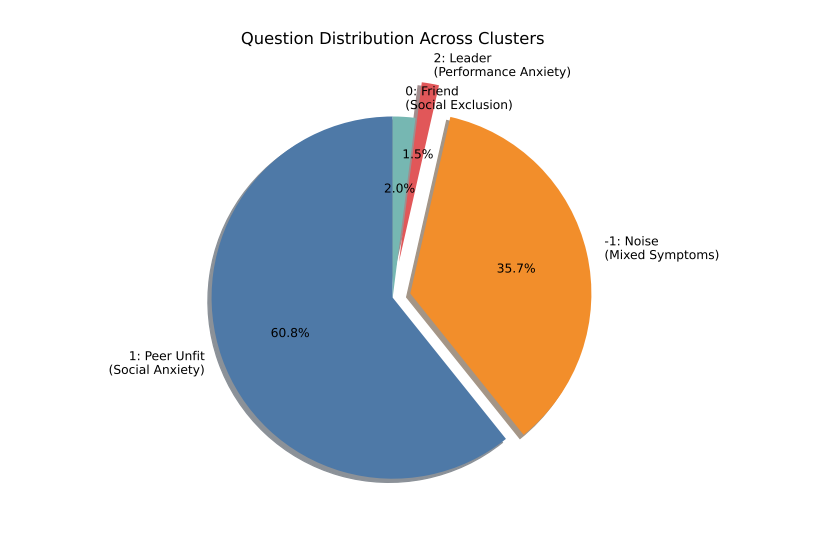 Question Distribution Across Clusters
2: Leader
(Performance Anxiety)
0: Friend
(Social Exclusion)
1.5%
2.0%
-1: Noise
(Mixed Symptoms)
35.7%
60.8%
1: Peer Unfit
(Social Anxiety)